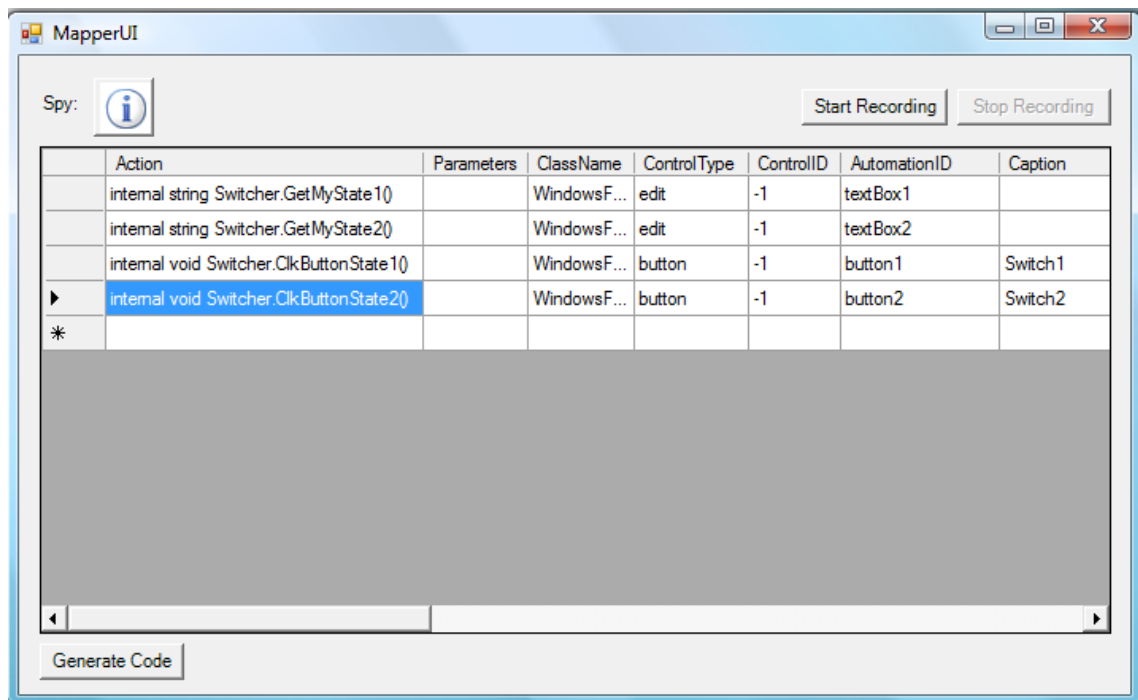 MapperUI
Spy: Start Recording Stop Recording
Action Parameters ClassName ControlType ControlID AutomationID Caption
internal string Switcher.GetMyState1() WindowsF... edit -1 textBox1
internal string Switcher.GetMyState2() WindowsF... edit -1 textBox2
internal void Switcher.ClkButtonState1() WindowsF... button -1 button1 Switch1
internal void Switcher.ClkButtonState2() WindowsF... button -1 button2 Switch2
Generate Code